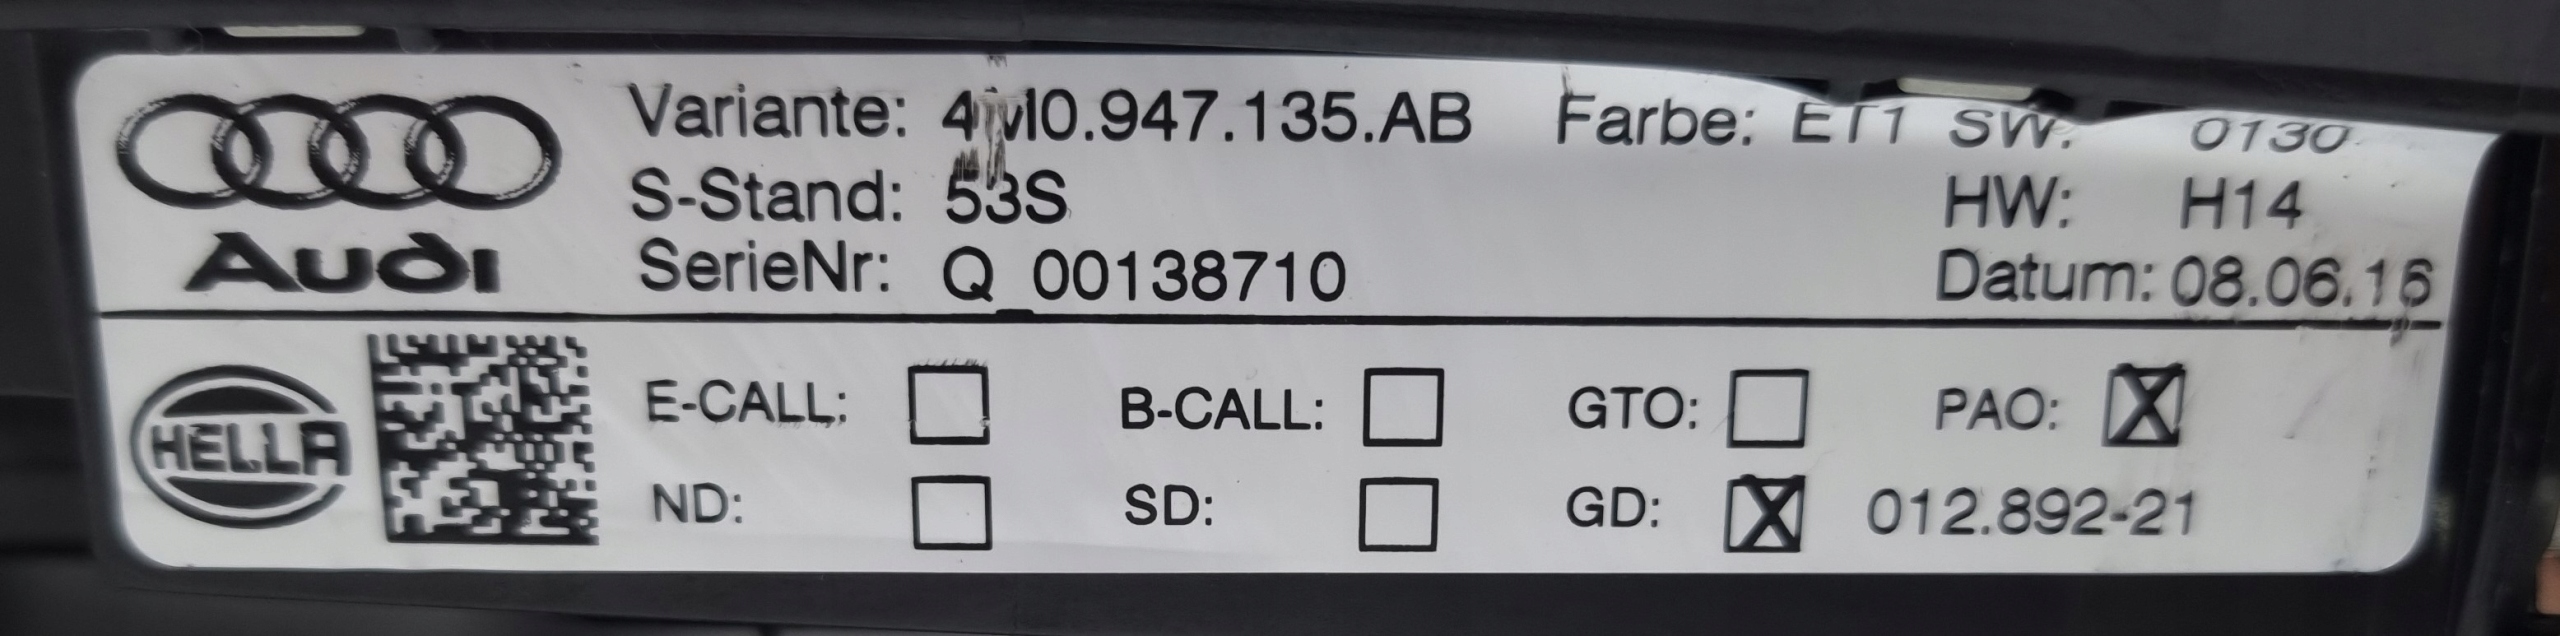 Variante: 4M0.947.135.AB Farbe: ET1 SW: 0130
S-Stand: 53S HW: H14
SerieNr: Q 00138710 Datum: 08.06.16
Audi
HELLA
E-CALL: B-CALL: GTO: PAO: X
ND: SD: GD: X 012.892-21